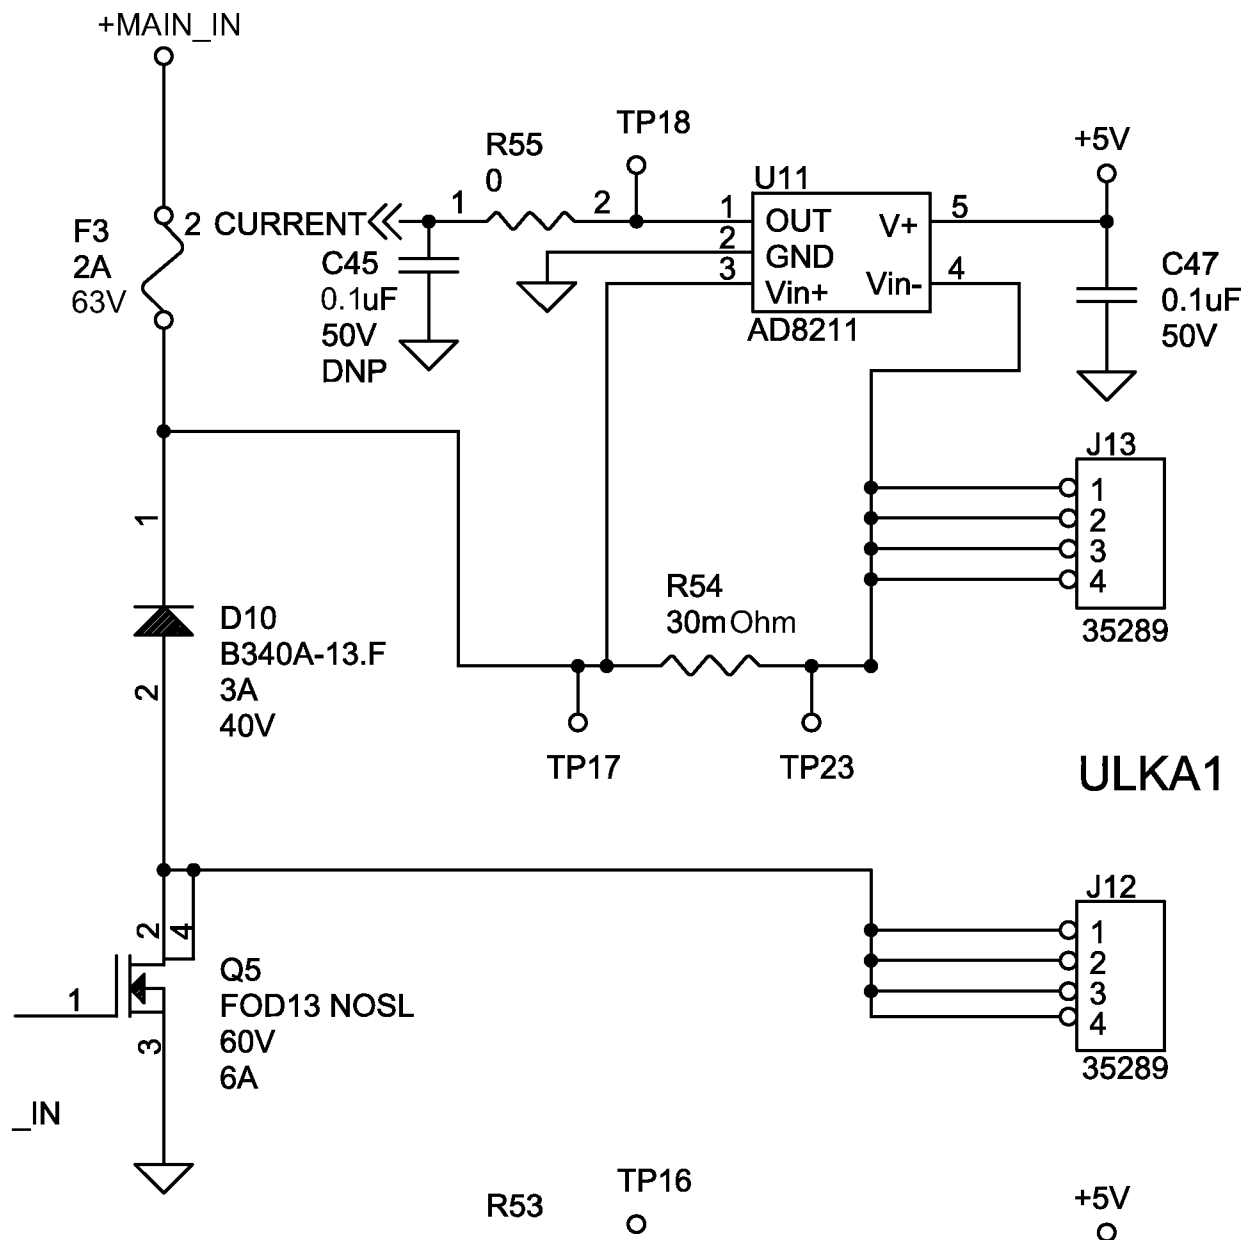 +MAIN_IN
F3
2A
63V
2
CURRENT
C45
0.1uF
50V
DNP
1
R55
0
2
TP18
U11
1
2
3
OUT
GND
Vin+
V+
Vin-
AD8211
5
4
+5V
C47
0.1uF
50V
J13
1
2
3
4
35289
R54
30mOhm
TP17
TP23
1
D10
B340A-13.F
3A
40V
2
ULKA1
2
4
1
3
Q5
FOD13 NOSL
60V
6A
_IN
J12
1
2
3
4
35289
R53
TP16
+5V